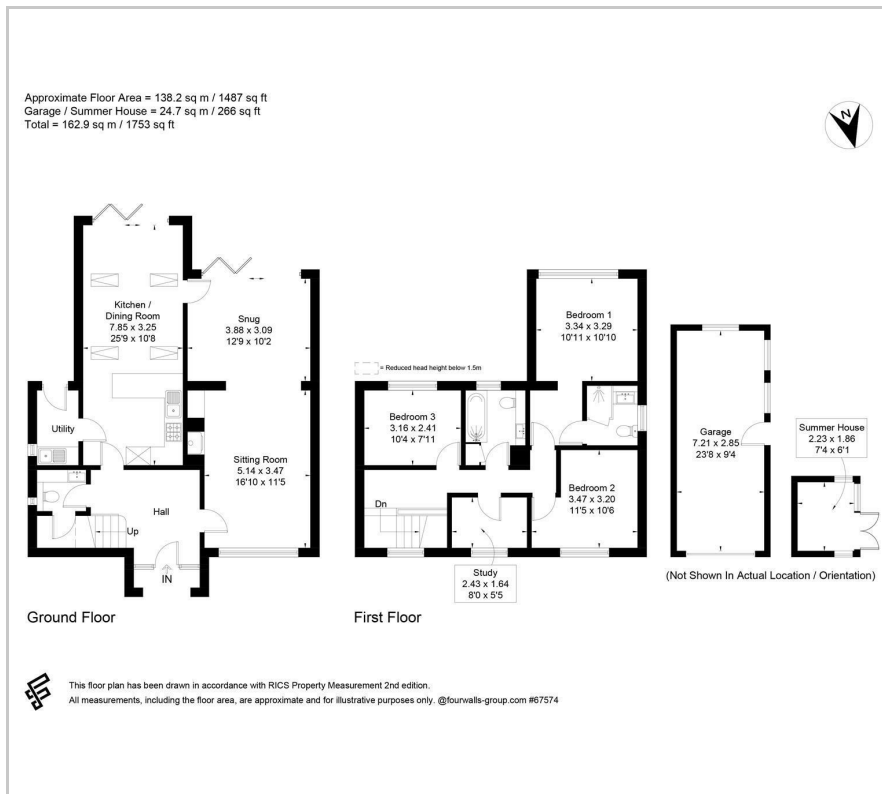 Approximate Floor Area = 138.2 sq m / 1487 sq ft
Garage / Summer House = 24.7 sq m / 266 sq ft
Total = 162.9 sq m / 1753 sq ft
N
Kitchen /
Dining Room
7.85 x 3.25
25'9 x 10'8
Snug
3.88 x 3.09
12'9 x 10'2
Utility
Sitting Room
5.14 x 3.47
16'10 x 11'5
Hall
Up
IN
Ground Floor
= Reduced head height below 1.5m
Bedroom 1
3.34 x 3.29
10'11 x 10'10
Bedroom 3
3.16 x 2.41
10'4 x 7'11
Bedroom 2
3.47 x 3.20
11'5 x 10'6
Dn
Study
2.43 x 1.64
8'0 x 5'5
First Floor
Garage
7.21 x 2.85
23'8 x 9'4
Summer House
2.23 x 1.86
7'4 x 6'1
(Not Shown In Actual Location / Orientation)
This floor plan has been drawn in accordance with RICS Property Measurement 2nd edition.
All measurements, including the floor area, are approximate and for illustrative purposes only. @fourwalls-group.com #67574